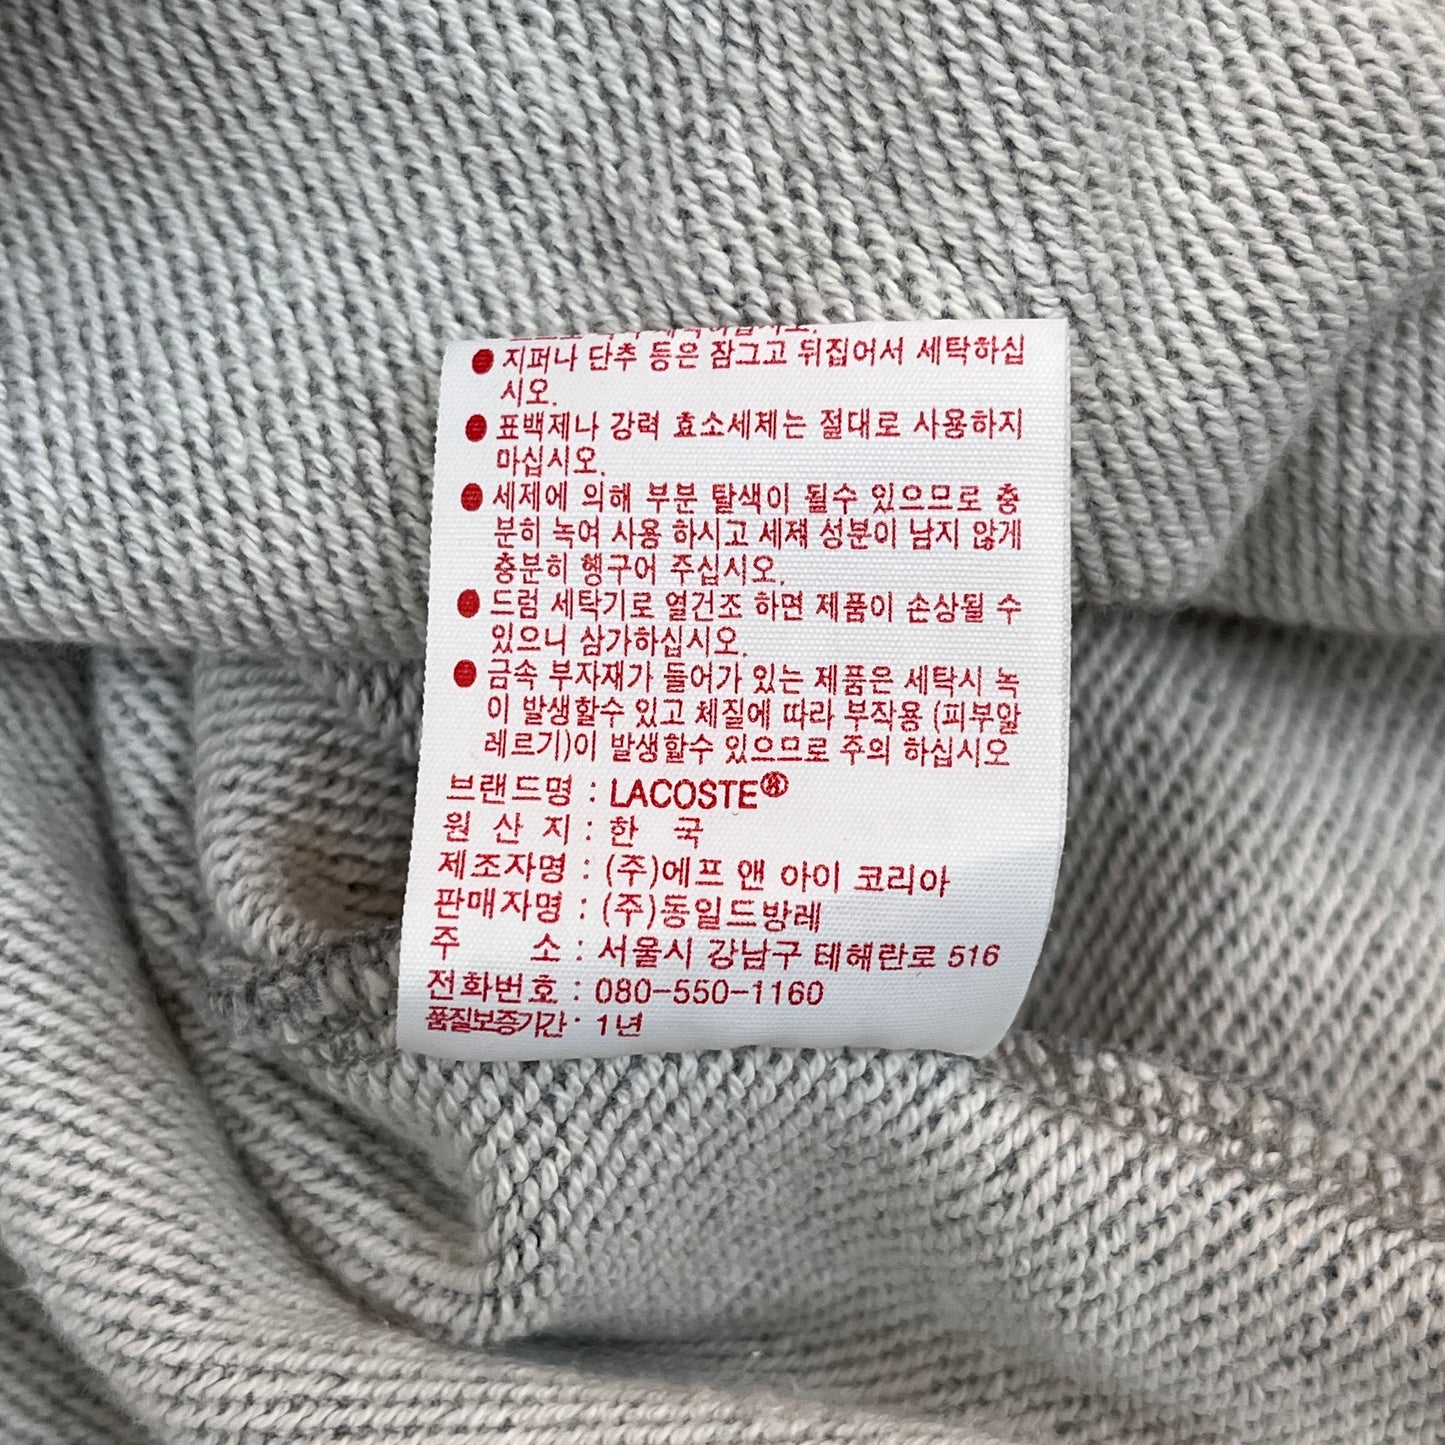 ● 지퍼나 단추 등은 잠그고 뒤집어서 세탁하십
시오.
● 표백제나 강력 효소세제는 절대로 사용하지
마십시오.
● 세제에 의해 부분 탈색이 될수 있으므로 충
분히 녹여 사용 하시고 세제 성분이 남지 않게
충분히 헹구어 주십시오.
● 드럼 세탁기로 열건조 하면 제품이 손상될 수
있으니 삼가하십시오.
● 금속 부자재가 들어가 있는 제품은 세탁시 녹
이 발생할수 있고 체질에 따라 부작용 (피부알
레르기)이 발생할수 있으므로 주의 하십시오
브랜드명 : LACOSTE®
원 산 지 : 한 국
제조자명 : (주)에프 앤 아이 코리아
판매자명 : (주)동일드방레
주 소 : 서울시 강남구 테해란로 516
전화번호 : 080-550-1160
품질보증기간 : 1년